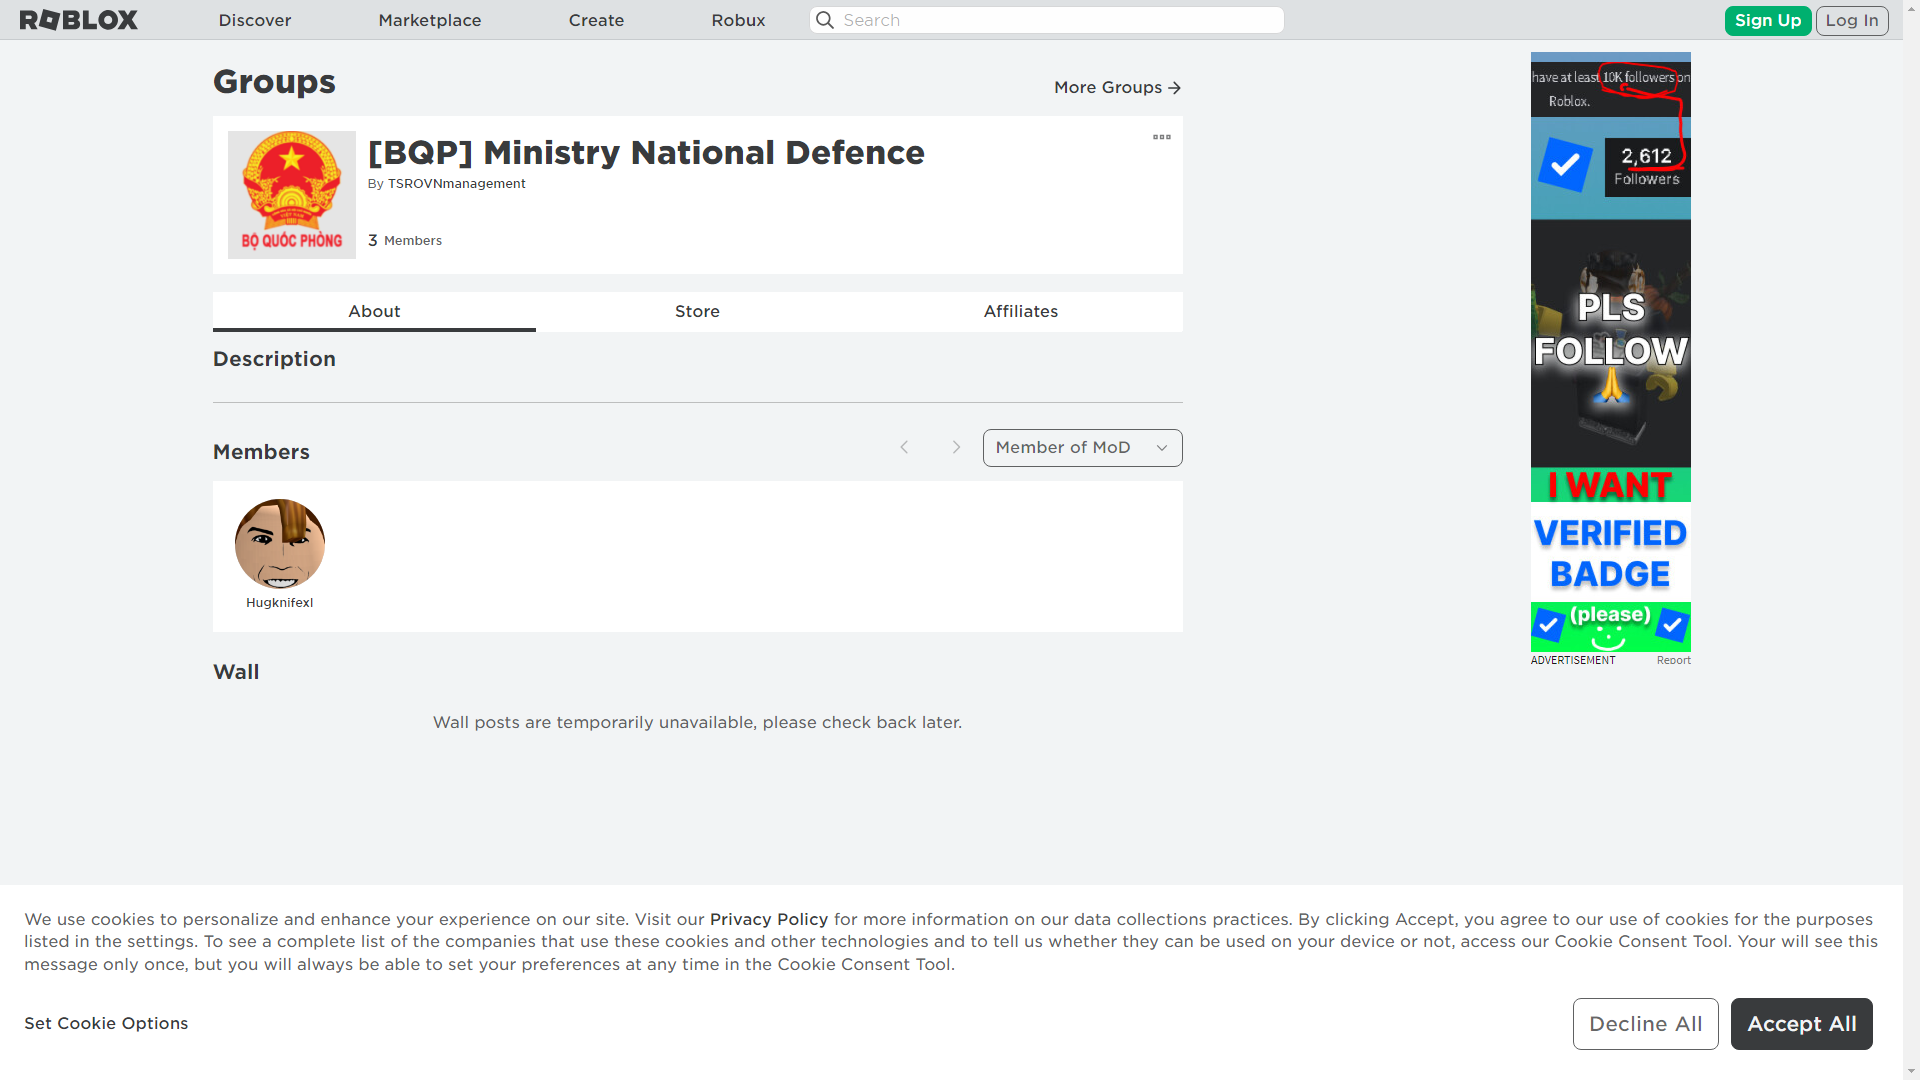 ROBLOX
Discover
Marketplace
Create
Robux
Search
Sign Up
Log In
Groups
More Groups
[BQP] Ministry National Defence
By TSROVNmanagement
3 Members
VIỆT NAM
BỘ QUỐC PHÒNG
About
Store
Affiliates
Description
Members
Member of MoD
Hugknifexl
Wall
Wall posts are temporarily unavailable, please check back later.
have at least 10K followers on
Roblox.
2,612
Followers
PLS
FOLLOW
I WANT
VERIFIED
BADGE
(please)
ADVERTISEMENT
Report
We use cookies to personalize and enhance your experience on our site. Visit our Privacy Policy for more information on our data collections practices. By clicking Accept, you agree to our use of cookies for the purposes
listed in the settings. To see a complete list of the companies that use these cookies and other technologies and to tell us whether they can be used on your device or not, access our Cookie Consent Tool. Your will see this
message only once, but you will always be able to set your preferences at any time in the Cookie Consent Tool.
Set Cookie Options
Decline All
Accept All